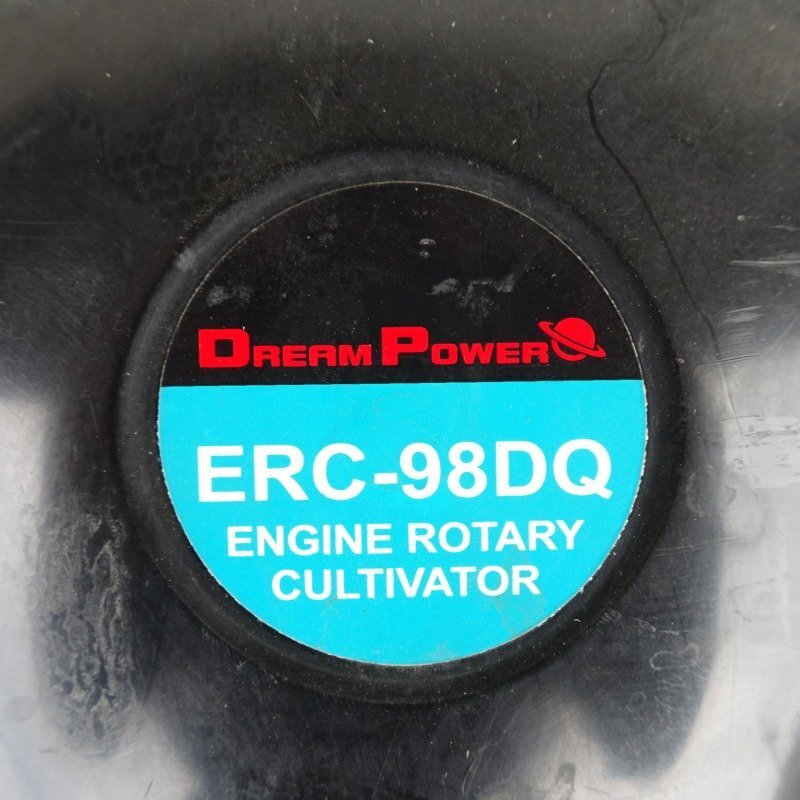 DREAM POWER
ERC-98DQ
ENGINE ROTARY
CULTIVATOR